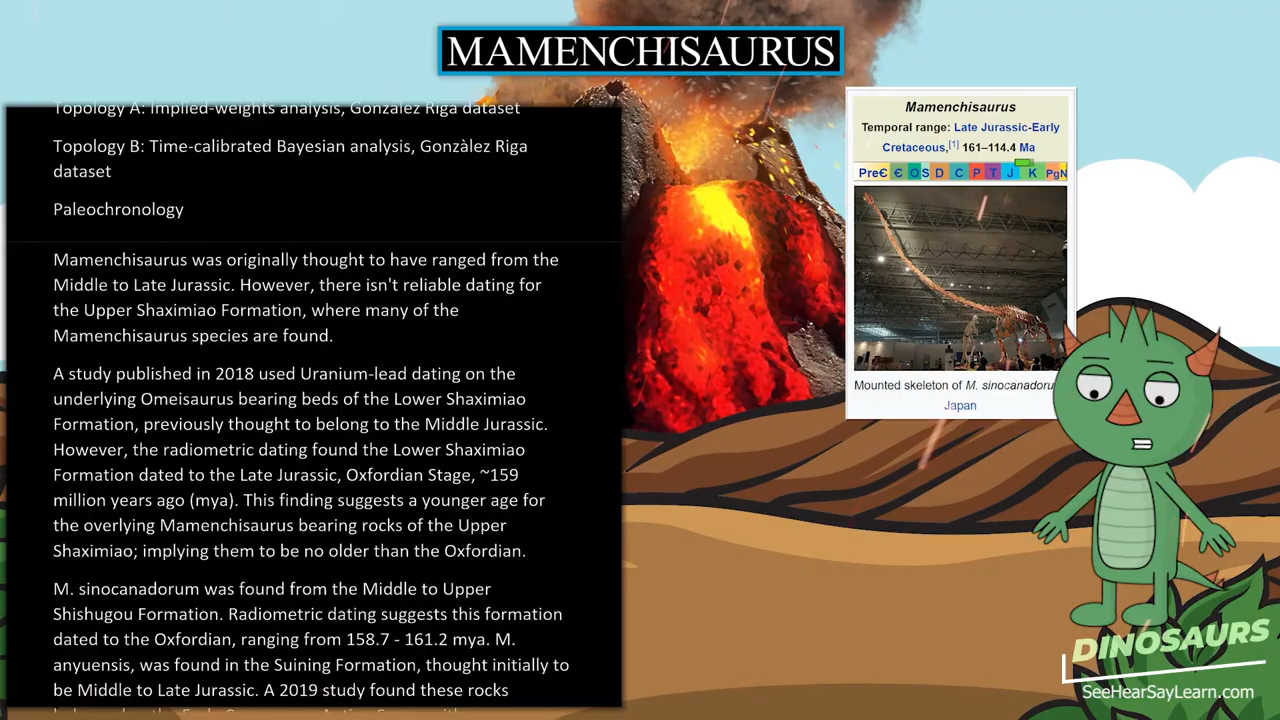 MAMENCHISAURUS
Topology A: Implied-weights analysis, Gonzàlez Riga dataset
Topology B: Time-calibrated Bayesian analysis, Gonzàlez Riga
dataset
Paleochronology
Mamenchisaurus was originally thought to have ranged from the
Middle to Late Jurassic. However, there isn't reliable dating for
the Upper Shaximiao Formation, where many of the
Mamenchisaurus species are found.
A study published in 2018 used Uranium-lead dating on the
underlying Omeisaurus bearing beds of the Lower Shaximiao
Formation, previously thought to belong to the Middle Jurassic.
However, the radiometric dating found the Lower Shaximiao
Formation dated to the Late Jurassic, Oxfordian Stage, ~159
million years ago (mya). This finding suggests a younger age for
the overlying Mamenchisaurus bearing rocks of the Upper
Shaximiao; implying them to be no older than the Oxfordian.
M. sinocanadorum was found from the Middle to Upper
Shishugou Formation. Radiometric dating suggests this formation
dated to the Oxfordian, ranging from 158.7 - 161.2 mya. M.
anyuensis, was found in the Suining Formation, thought initially to
be Middle to Late Jurassic. A 2019 study found these rocks
Mamenchisaurus
Temporal range: Late Jurassic-Early
Cretaceous,[1] 161–114.4 Ma
PreЄ Є O S D C P T J K PgN
Mounted skeleton of M. sinocanadoru
Japan
DINOSAURS
SeeHearSayLearn.com